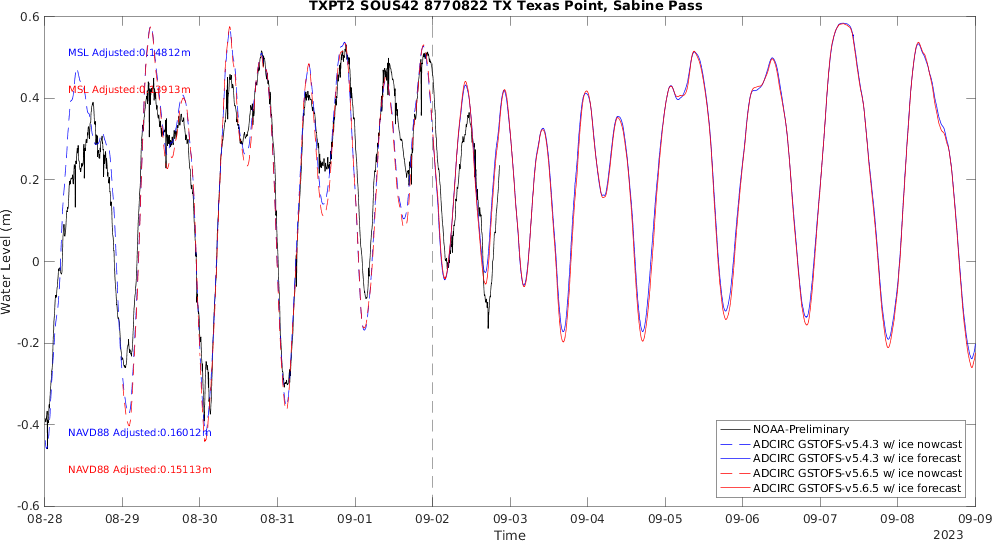 TXPT2 SOUS42 8770822 TX Texas Point, Sabine Pass
0.6
0.4
0.2
0
-0.2
-0.4
-0.6
Water Level (m)
MSL Adjusted:0.14812m
MSL Adjusted:0.13913m
NAVD88 Adjusted:0.16012m
NAVD88 Adjusted:0.15113m
NOAA-Preliminary
ADCIRC GSTOFS-v5.4.3 w/ ice nowcast
ADCIRC GSTOFS-v5.4.3 w/ ice forecast
ADCIRC GSTOFS-v5.6.5 w/ ice nowcast
ADCIRC GSTOFS-v5.6.5 w/ ice forecast
08-28 08-29 08-30 08-31 09-01 09-02 09-03 09-04 09-05 09-06 09-07 09-08 09-09
Time
2023